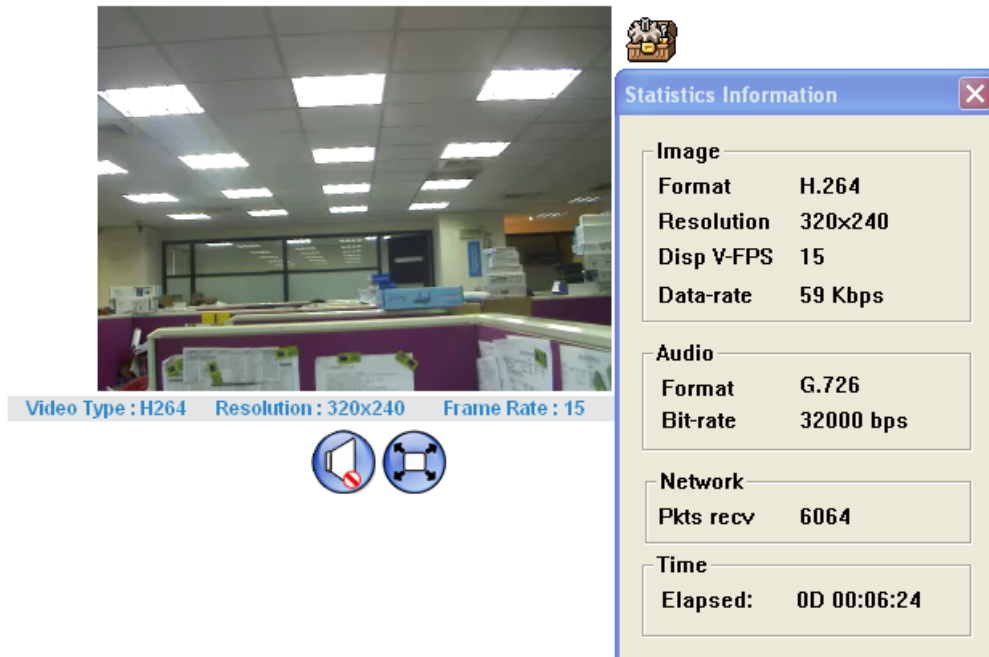 Statistics Information
Image
Format H.264
Resolution 320x240
Disp V-FPS 15
Data-rate 59 Kbps
Audio
Format G.726
Bit-rate 32000 bps
Network
Pkts recv 6064
Time
Elapsed: 0D 00:06:24
Video Type : H264 Resolution : 320x240 Frame Rate : 15